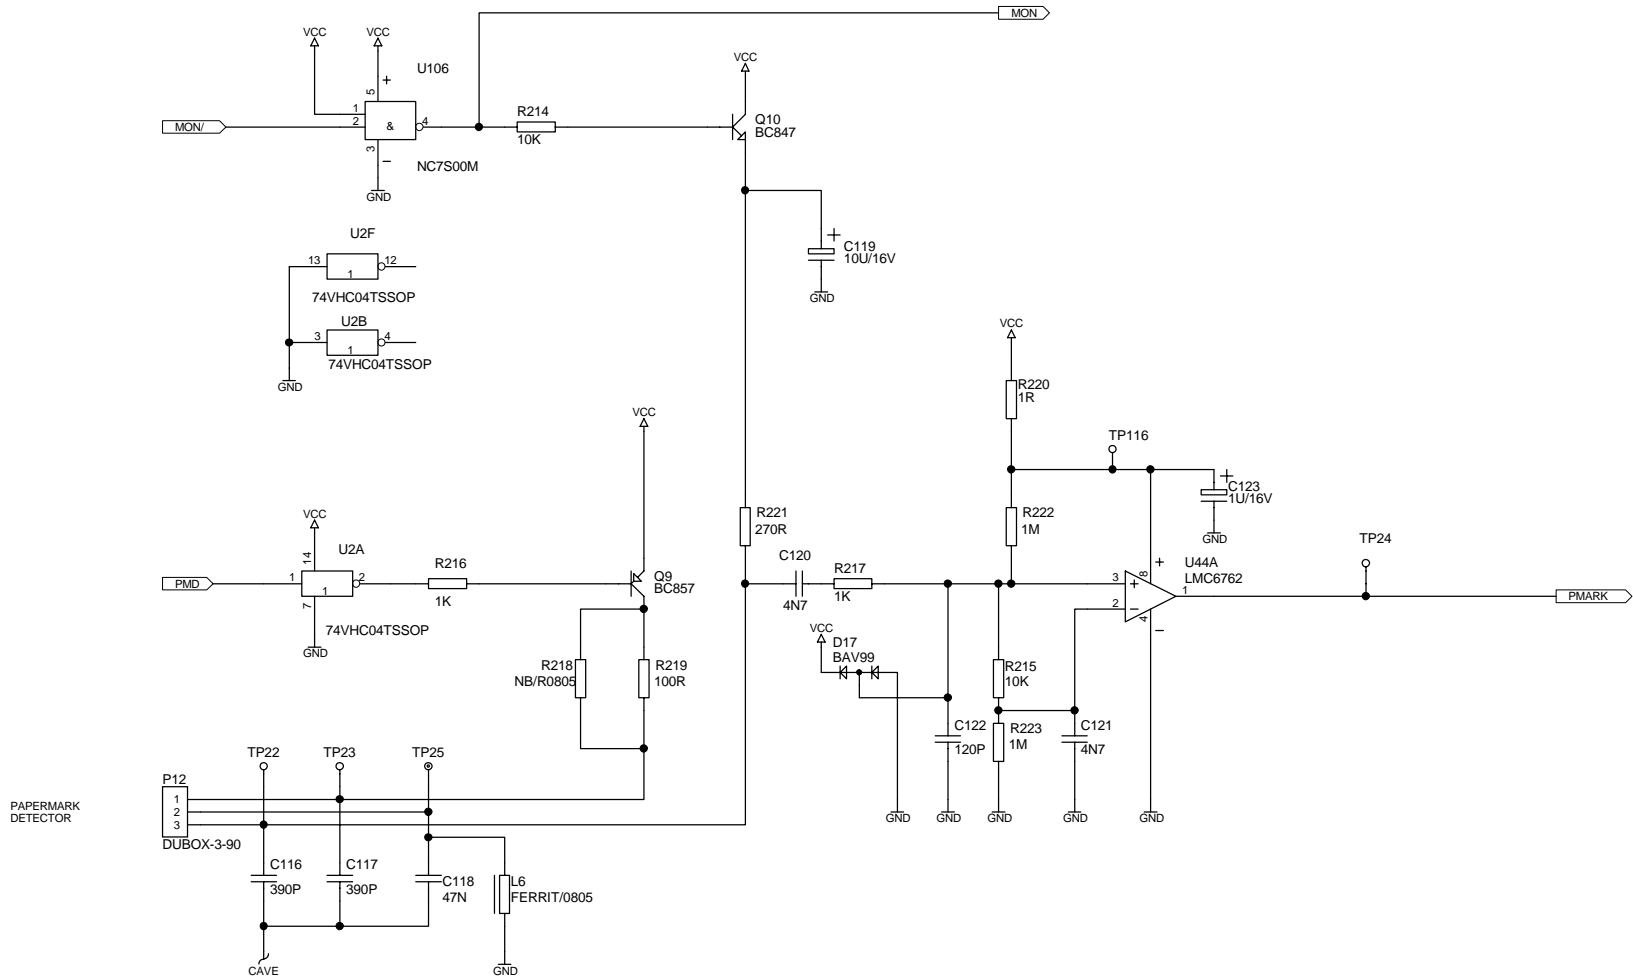 MON
VCC
VCC
U106
+
5
1
2
&
4
3
−
NC7S00M
GND
MON/
R214
10K
VCC
Q10
BC847
+
C119
10U/16V
GND
U2F
13
1
12
74VHC04TSSOP
U2B
3
1
4
74VHC04TSSOP
GND
VCC
R220
1R
TP116
+
C123
1U/16V
GND
VCC
R221
270R
R222
1M
VCC
14
U2A
PMD
1
1
2
7
74VHC04TSSOP
GND
R216
1K
Q9
BC857
C120
4N7
R217
1K
3
+
2
−
8
+
U44A
LMC6762
1
4
−
TP24
PMARK
R218
NB/R0805
R219
100R
VCC
D17
BAV99
R215
10K
C122
120P
R223
1M
C121
4N7
GND
GND
GND
GND
GND
TP22
TP23
TP25
P12
1
2
3
PAPERMARK
DETECTOR
DUBOX-3-90
C116
390P
C117
390P
C118
47N
L6
FERRIT/0805
CAVE
GND